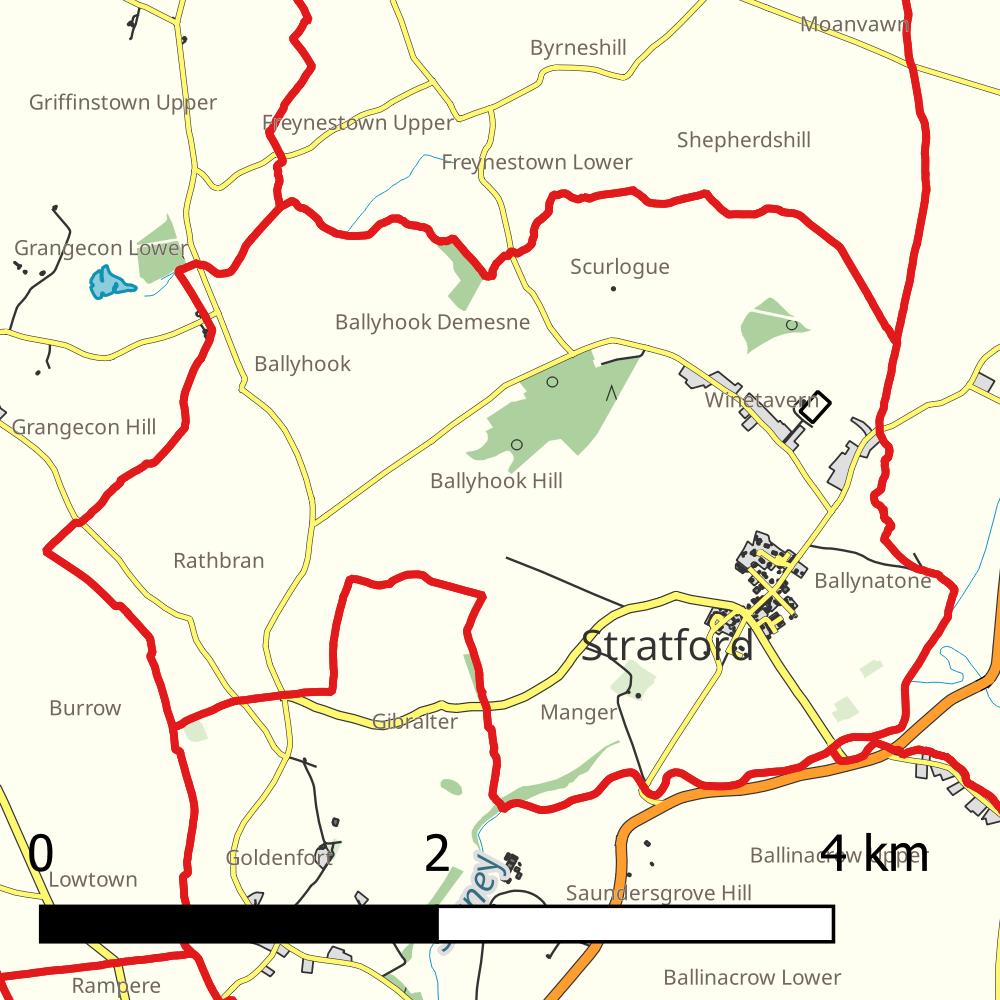 Moanvawn
Byrneshill
Griffinstown Upper
Freynestown Upper
Shepherdshill
Freynestown Lower
Grangecon Lower
Scurlogue
Ballyhook Demesne
Ballyhook
Winetavern
Grangecon Hill
Ballyhook Hill
Rathbran
Ballynatone
Stratford
Burrow
Manger
Gibralter
0
2
4 km
Goldenfort
Ballinacrow Upper
Lowtown
Saundersgrove Hill
Ballinacrow Lower
Rampere